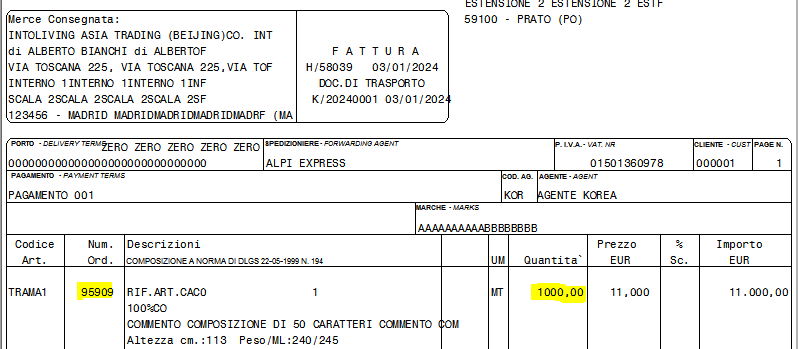 ESTENSIONE 2 ESTENSIONE 2 ESTF
59100 - PRATO (PO)
Merce Consegnata:
INTOLIVING ASIA TRADING (BEIJING)CO. INT
di ALBERTO BIANCHI di ALBERTOF
VIA TOSCANA 225, VIA TOSCANA 225,VIA TOF
INTERNO 1INTERNO 1INTERNO 1INF
SCALA 2SCALA 2SCALA 2SCALA 2SF
123456 - MADRID MADRIDMADRIDMADRIDMADRF (MA
F A T T U R A
H/58039 03/01/2024
DOC.DI TRASPORTO
K/20240001 03/01/2024
PORTO - DELIVERY TERMS ZERO ZERO ZERO ZERO ZERO
000000000000000000000000000000
SPEDIZIONIERE - FORWARDING AGENT
ALPI EXPRESS
P. I.V.A.- VAT. NR
01501360978
CLIENTE - CUST
000001
PAGE N.
1
PAGAMENTO - PAYMENT TERMS
PAGAMENTO 001
COD. AG.
KOR
AGENTE - AGENT
AGENTE KOREA
MARCHE - MARKS
AAAAAAAAAABBBBBBBB
Codice Num. Descrizioni Prezzo % Importo
Art. Ord. COMPOSIZIONE A NORMA DI DLGS 22-05-1999 N. 194 UM Quantita` EUR Sc. EUR
TRAMA1 95909 RIF.ART.CACO 1 MT 1000,00 11,000 11.000,00
100%CO
COMMENTO COMPOSIZIONE DI 50 CARATTERI COMMENTO COM
Altezza cm.:113 Peso/ML:240/245